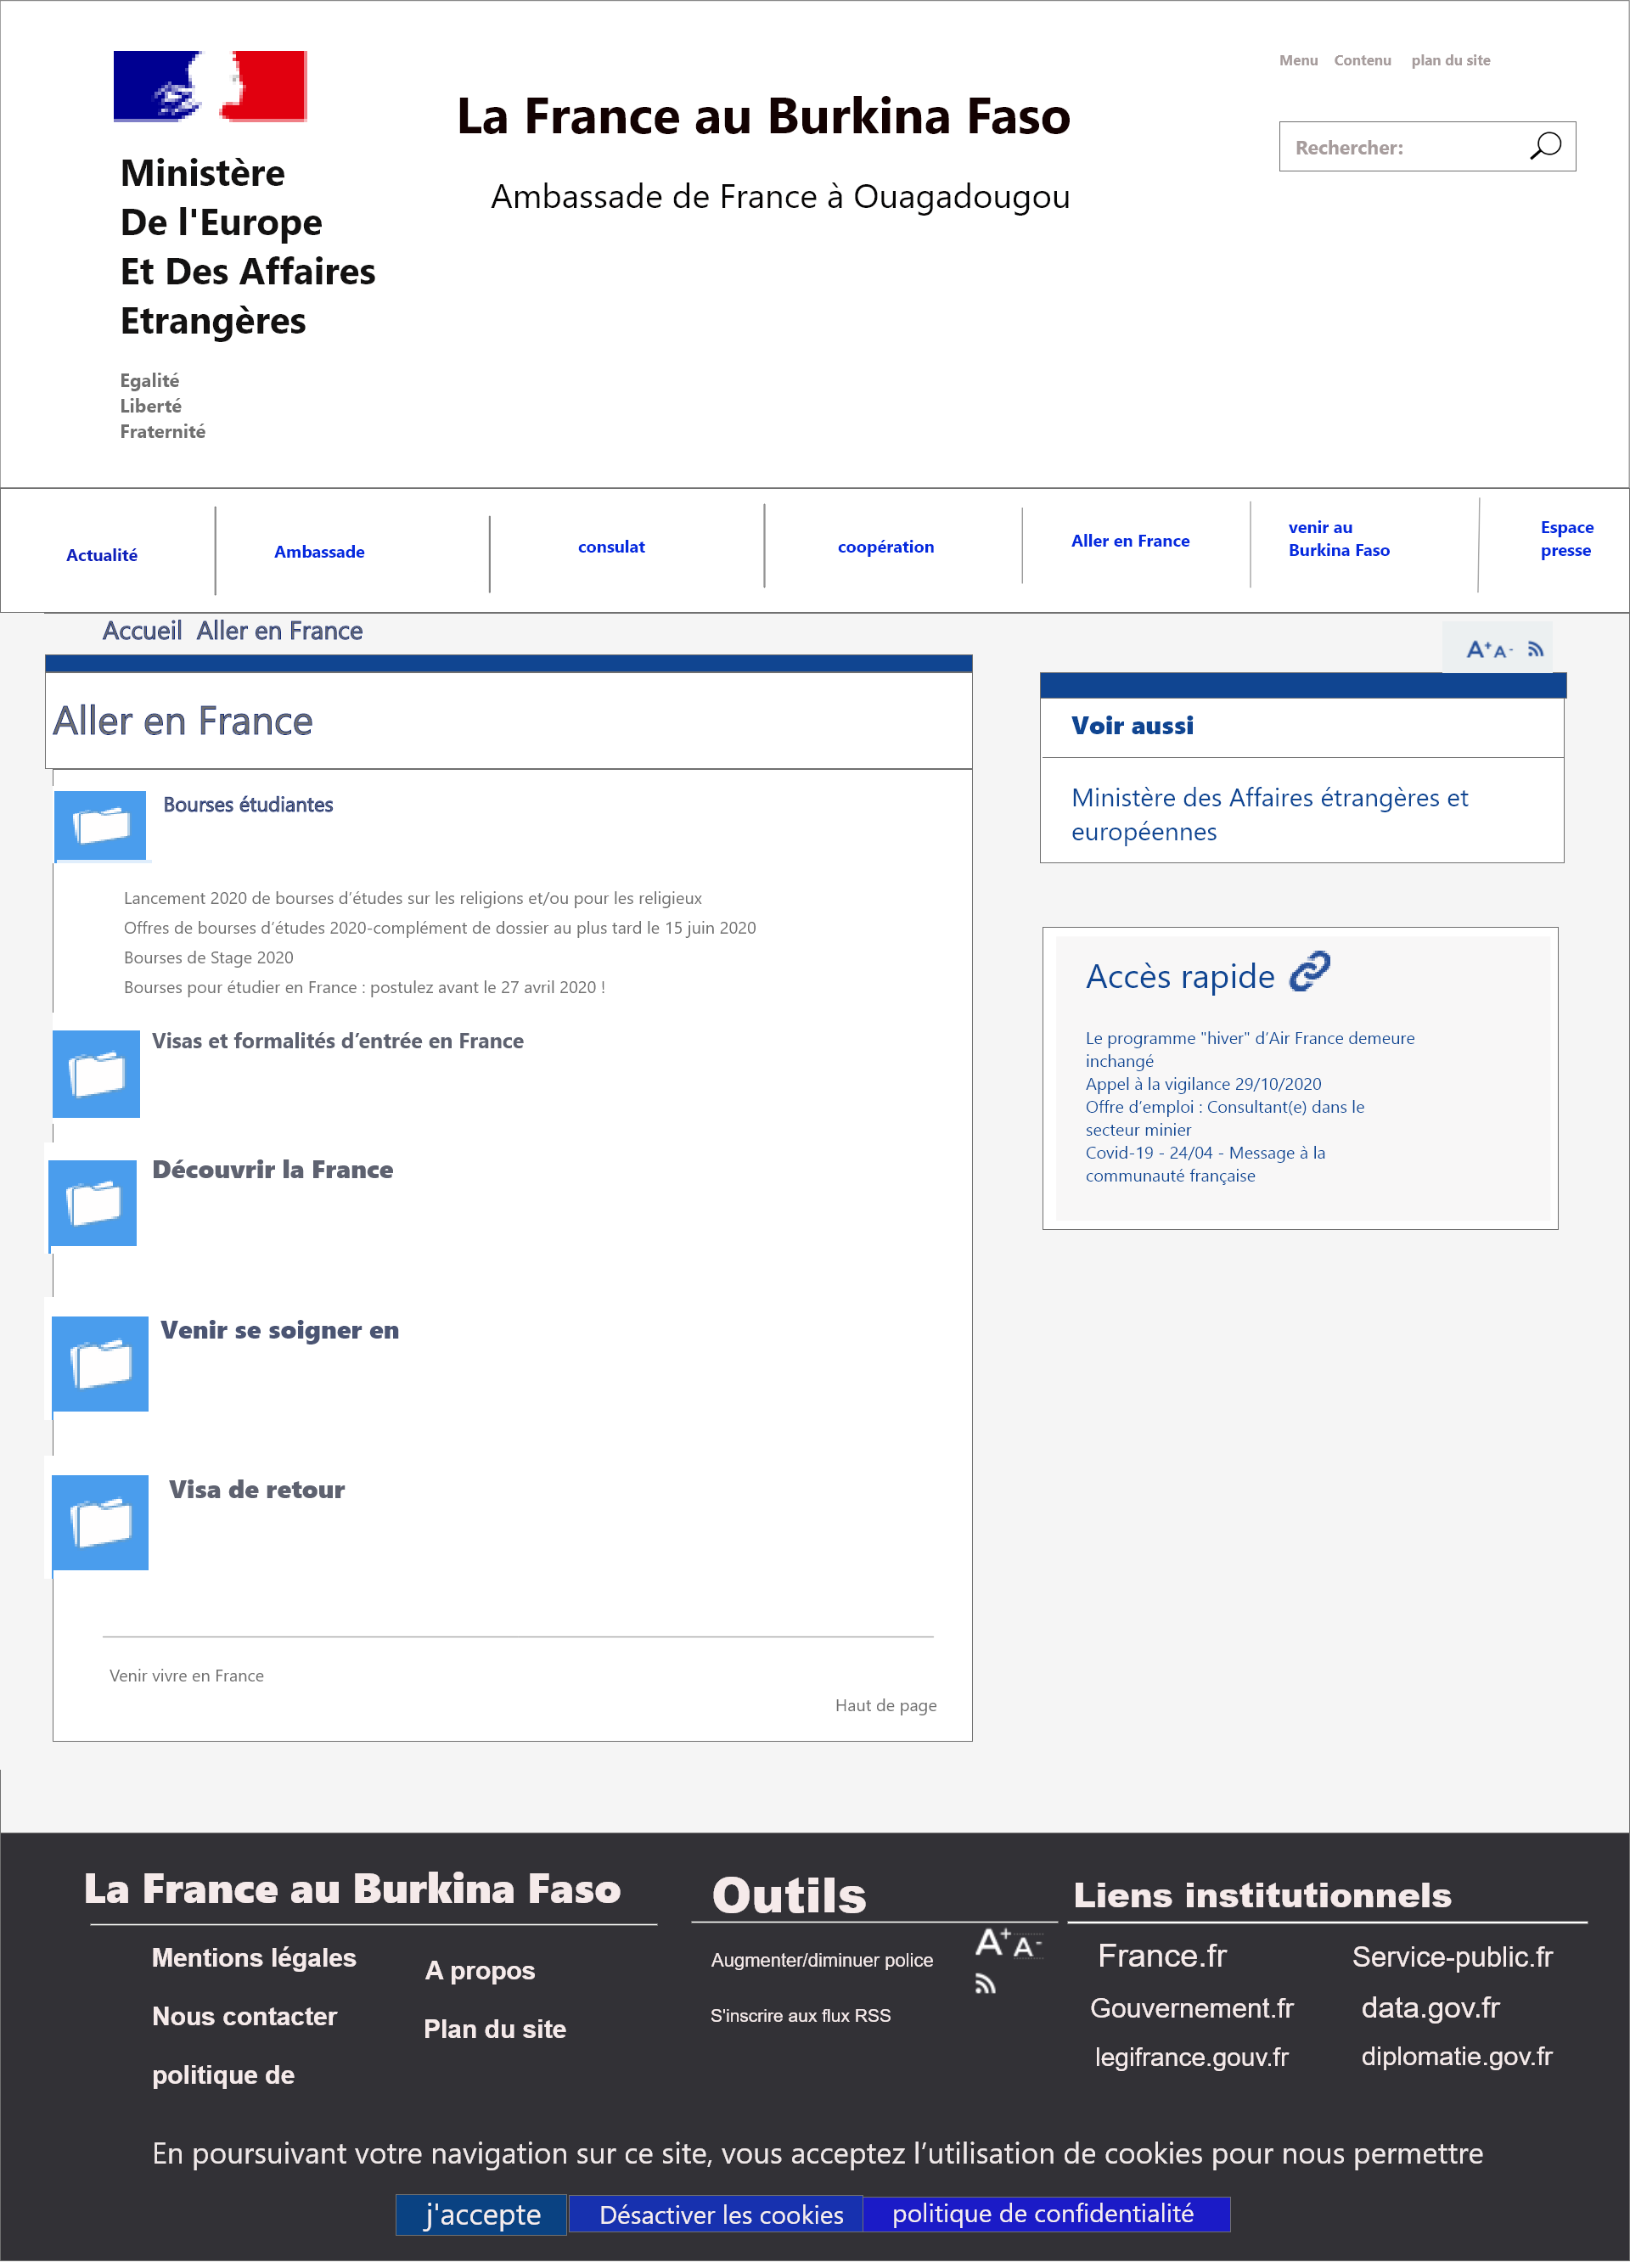 Menu Contenu plan du site
La France au Burkina Faso
Rechercher:
Ministère
De l'Europe
Et Des Affaires
Etrangères
Ambassade de France à Ouagadougou
Egalité
Liberté
Fraternité
Actualité
Ambassade
consulat
coopération
Aller en France
venir au
Burkina Faso
Espace
presse
Accueil Aller en France
A+ A-
Aller en France
Bourses étudiantes
Lancement 2020 de bourses d’études sur les religions et/ou pour les religieux
Offres de bourses d’études 2020-complément de dossier au plus tard le 15 juin 2020
Bourses de Stage 2020
Bourses pour étudier en France : postulez avant le 27 avril 2020 !
Visas et formalités d’entrée en France
Découvrir la France
Venir se soigner en
Visa de retour
Venir vivre en France
Haut de page
Voir aussi
Ministère des Affaires étrangères et
européennes
Accès rapide
Le programme "hiver" d’Air France demeure
inchangé
Appel à la vigilance 29/10/2020
Offre d’emploi : Consultant(e) dans le
secteur minier
Covid-19 - 24/04 - Message à la
communauté française
La France au Burkina Faso
Mentions légales
Nous contacter
politique de
A propos
Plan du site
Outils
Augmenter/diminuer police
A+ A-
S'inscrire aux flux RSS
Liens institutionnels
France.fr
Service-public.fr
Gouvernement.fr
data.gov.fr
legifrance.gouv.fr
diplomatie.gov.fr
En poursuivant votre navigation sur ce site, vous acceptez l’utilisation de cookies pour nous permettre
j'accepte
Désactiver les cookies
politique de confidentialité